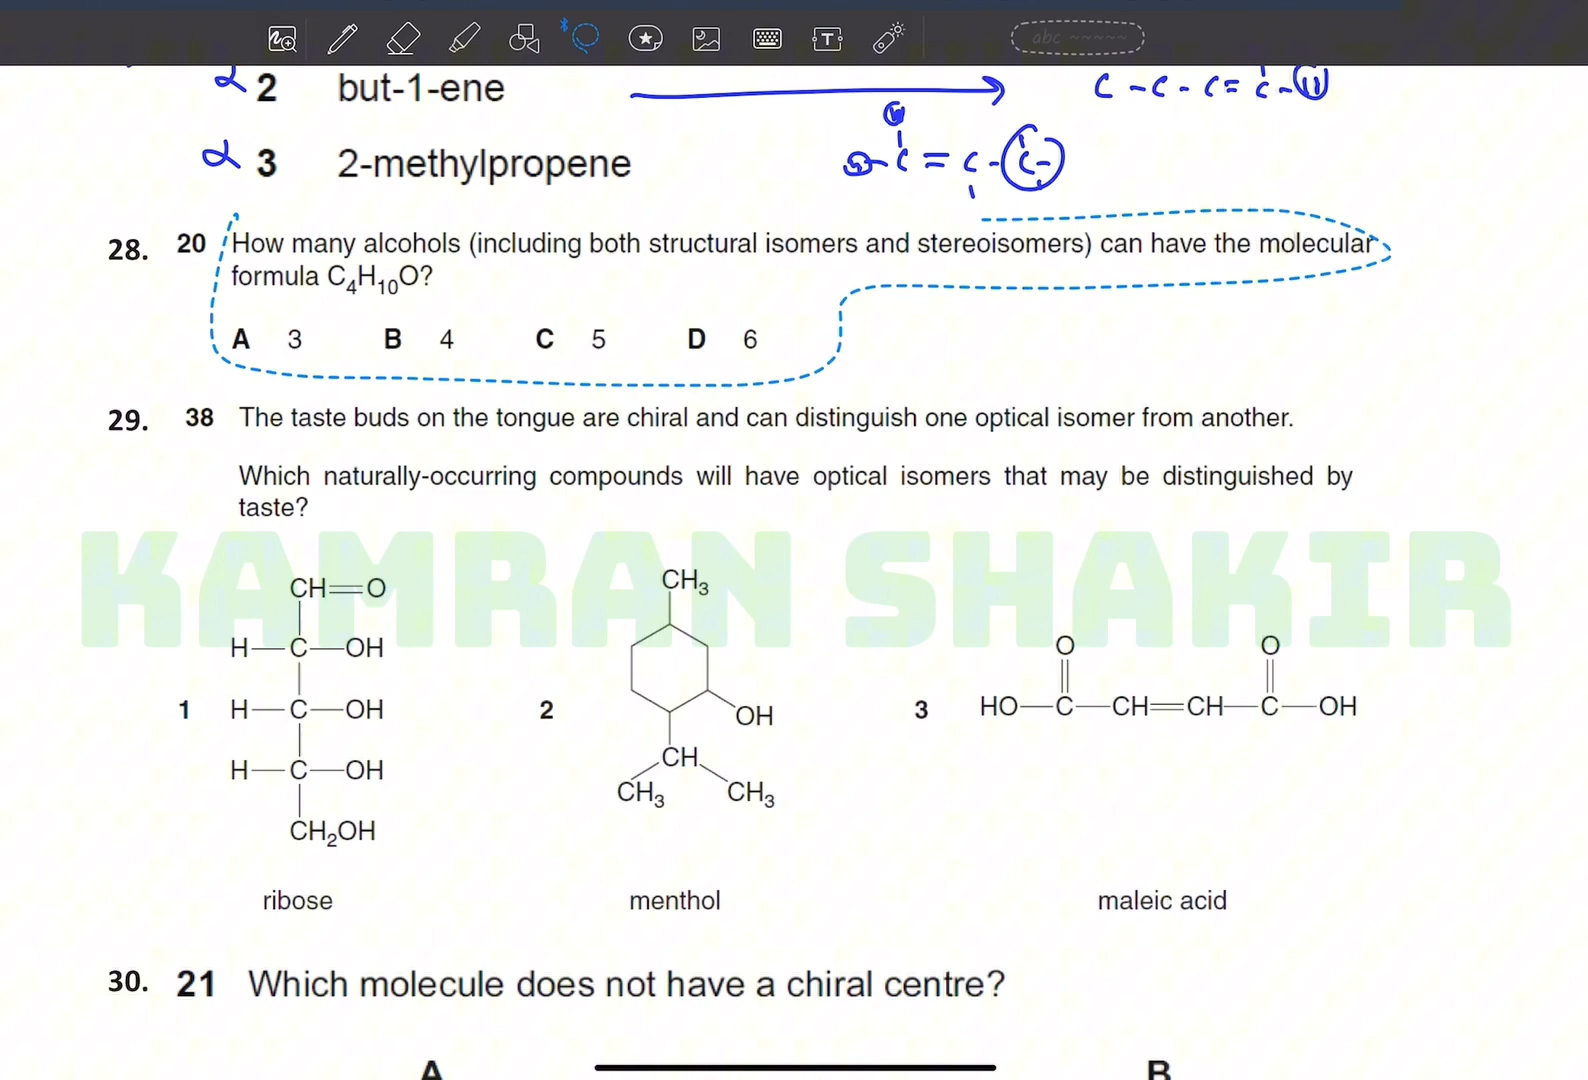 abc ~~~~~
2 but-1-ene
C - C - C = C - H
3 2-methylpropene
C = C - C -
28. 20 How many alcohols (including both structural isomers and stereoisomers) can have the molecular
formula C₄H₁₀O?
A 3 B 4 C 5 D 6
29. 38 The taste buds on the tongue are chiral and can distinguish one optical isomer from another.
Which naturally-occurring compounds will have optical isomers that may be distinguished by
taste?
KAMRAN SHAKIR
1
CH=O
H—C—OH
H—C—OH
H—C—OH
CH₂OH
ribose
2
CH₃
OH
CH
CH₃ CH₃
menthol
3
O O
HO—C—CH=CH—C—OH
maleic acid
30. 21 Which molecule does not have a chiral centre?
A B